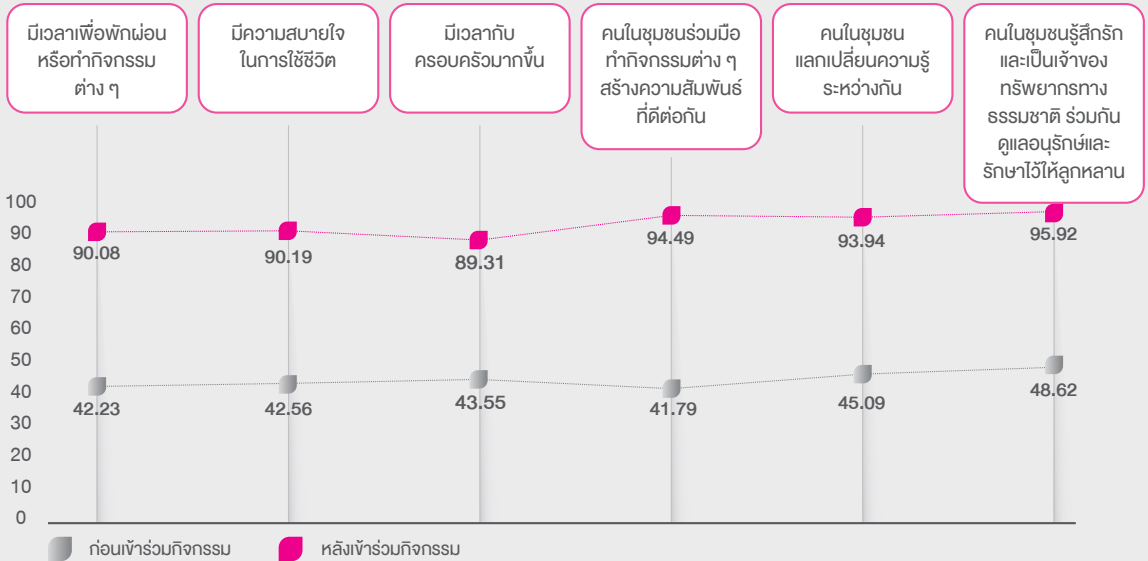 มีเวลาเพื่อพักผ่อน
หรือทำกิจกรรม
ต่าง ๆ
มีความสบายใจ
ในการใช้ชีวิต
มีเวลากับ
ครอบครัวมากขึ้น
คนในชุมชนร่วมมือ
ทำกิจกรรมต่าง ๆ
สร้างความสัมพันธ์
ที่ดีต่อกัน
คนในชุมชน
แลกเปลี่ยนความรู้
ระหว่างกัน
คนในชุมชนรู้สึกรัก
และเป็นเจ้าของ
ทรัพยากรทาง
ธรรมชาติ ร่วมกัน
ดูแลอนุรักษ์และ
รักษาไว้ให้ลูกหลาน
100
90
80
70
60
50
40
30
20
10
0
90.08
90.19
89.31
94.49
93.94
95.92
42.23
42.56
43.55
41.79
45.09
48.62
ก่อนเข้าร่วมกิจกรรม
หลังเข้าร่วมกิจกรรม